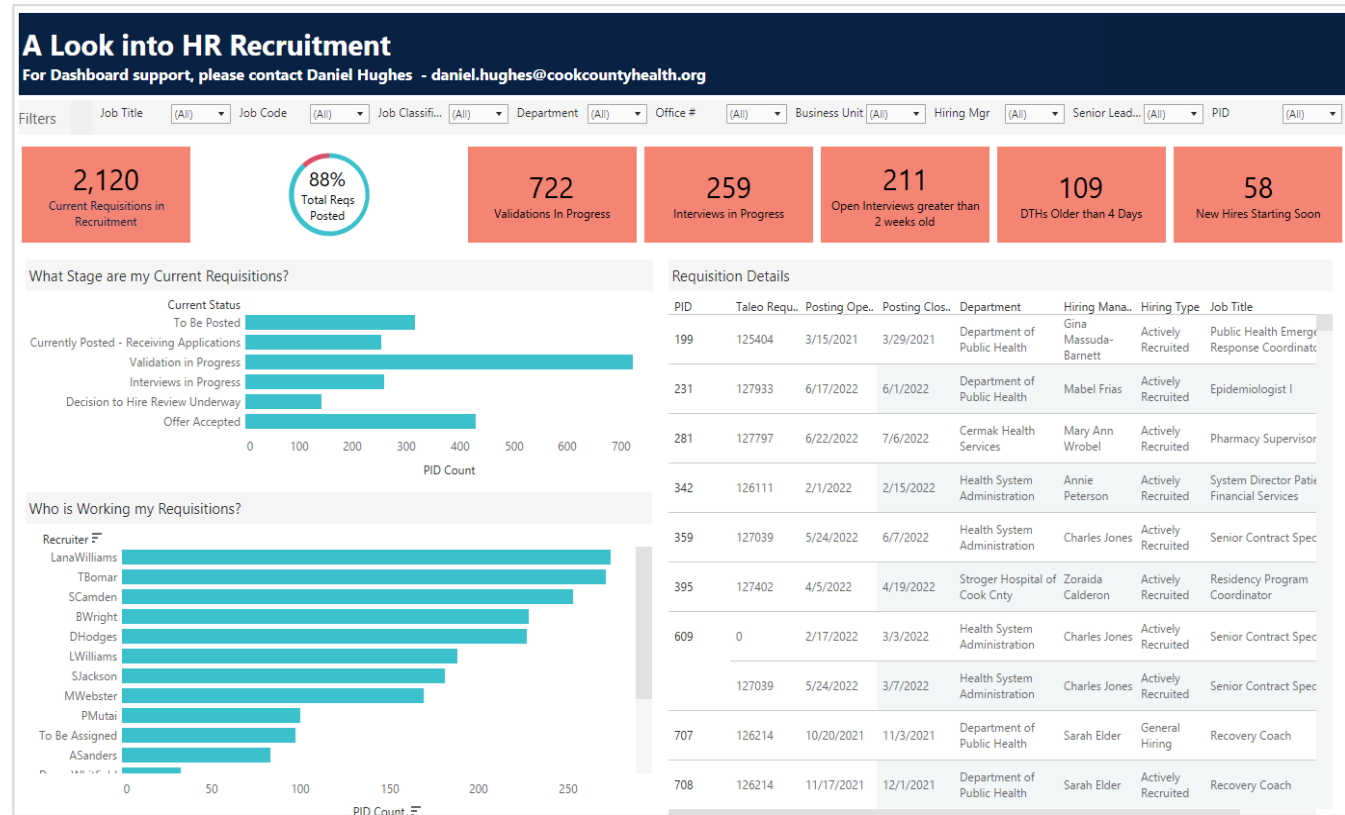 A Look into HR Recruitment
For Dashboard support, please contact Daniel Hughes - daniel.hughes@cookcountyhealth.org
Filters Job Title (All) Job Code (All) Job Classifi... (All) Department (All) Office # (All) Business Unit (All) Hiring Mgr (All) Senior Lead... (All) PID (All)
2,120
Current Requisitions in
Recruitment
88%
Total Reqs
Posted
722
Validations In Progress
259
Interviews in Progress
211
Open Interviews greater than
2 weeks old
109
DTHs Older than 4 Days
58
New Hires Starting Soon
What Stage are my Current Requisitions?
Current Status
To Be Posted
Currently Posted - Receiving Applications
Validation in Progress
Interviews in Progress
Decision to Hire Review Underway
Offer Accepted
0 100 200 300 400 500 600 700
PID Count
Who is Working my Requisitions?
Recruiter
LanaWilliams
TBomar
SCamden
BWright
DHodges
LWilliams
SJackson
MWebster
PMutai
To Be Assigned
ASanders
0 50 100 150 200 250
PID Count
Requisition Details
PID Taleo Requ.. Posting Ope.. Posting Clos.. Department Hiring Mana.. Hiring Type Job Title
199 125404 3/15/2021 3/29/2021 Department of Public Health Gina Massuda-Barnett Actively Recruited Public Health Emerge Response Coordinato
231 127933 6/17/2022 6/1/2022 Department of Public Health Mabel Frias Actively Recruited Epidemiologist I
281 127797 6/22/2022 7/6/2022 Cermak Health Services Mary Ann Wrobel Actively Recruited Pharmacy Supervisor
342 126111 2/1/2022 2/15/2022 Health System Administration Annie Peterson Actively Recruited System Director Patie Financial Services
359 127039 5/24/2022 6/7/2022 Health System Administration Charles Jones Actively Recruited Senior Contract Spec
395 127402 4/5/2022 4/19/2022 Stroger Hospital of Cook Cnty Zoraida Calderon Actively Recruited Residency Program Coordinator
609 0 2/17/2022 3/3/2022 Health System Administration Charles Jones Actively Recruited Senior Contract Spec
127039 5/24/2022 3/7/2022 Health System Administration Charles Jones Actively Recruited Senior Contract Spec
707 126214 10/20/2021 11/3/2021 Department of Public Health Sarah Elder General Hiring Recovery Coach
708 126214 11/17/2021 12/1/2021 Department of Public Health Sarah Elder Actively Recruited Recovery Coach